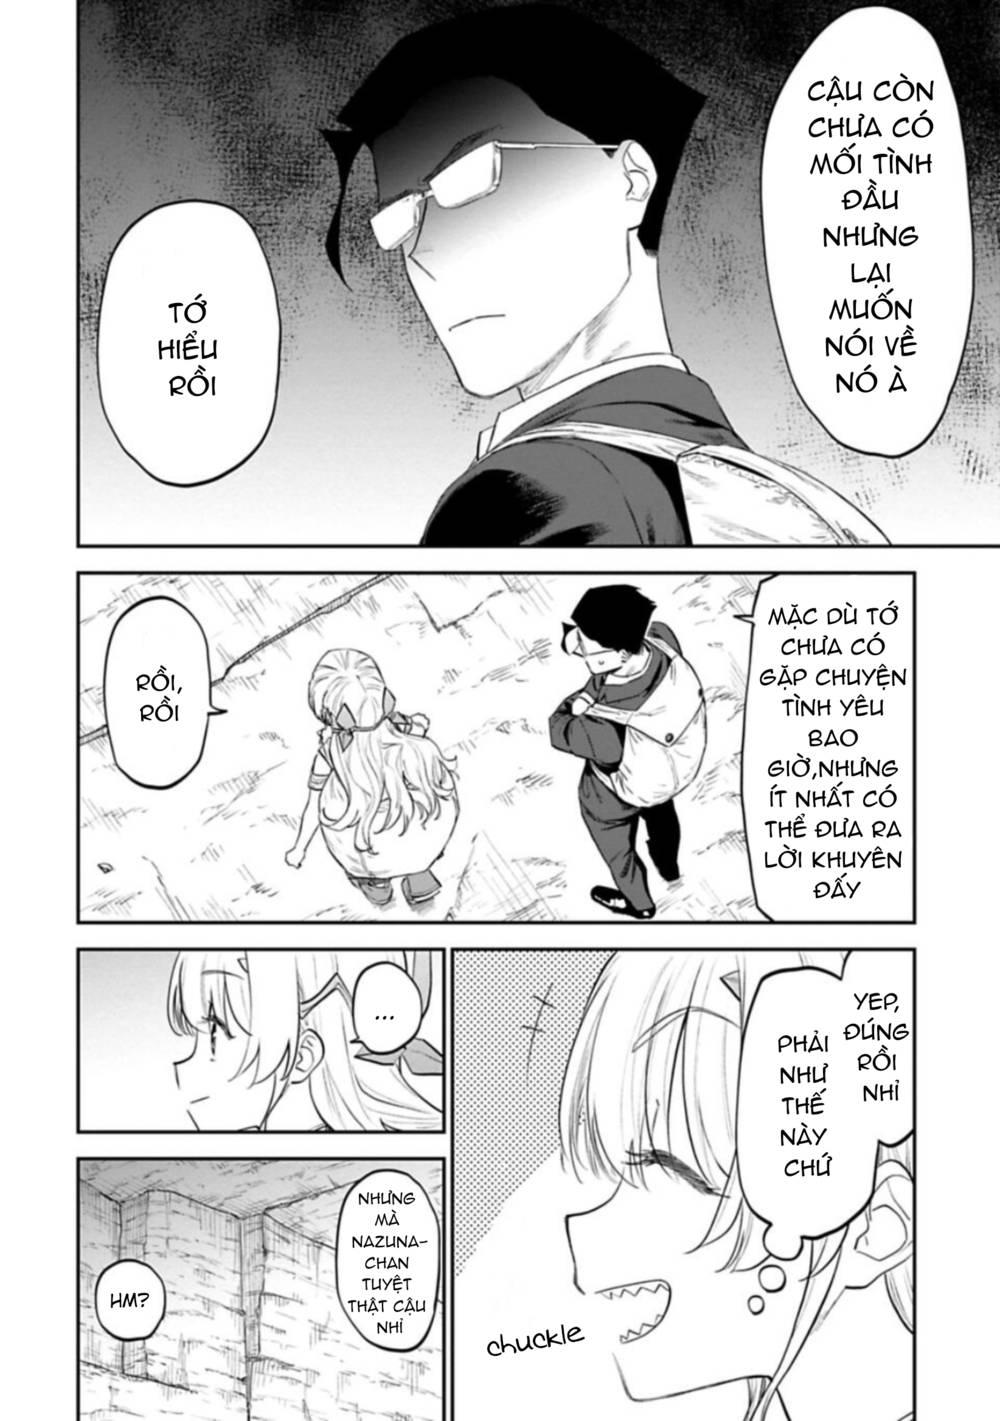 CẬU CÒN
CHƯA CÓ
MỐI TÌNH
ĐẦU
NHƯNG
LẠI
MUỐN
NÓI VỀ
NÓ À
TỚ
HIỂU
RỒI
MẶC DÙ TỚ
CHƯA CÓ
GẶP CHUYỆN
TÌNH YÊU
BAO
GIỜ,NHƯNG
ÍT NHẤT CÓ
THỂ ĐƯA RA
LỜI KHUYÊN
ĐẤY
RỒI,
RỒI
YEP,
ĐÚNG
RỒI
NHỈ
PHẢI
NHƯ
THẾ
NÀY
CHỨ
chuckle
...
NHƯNG
MÀ
NAZUNA-
CHAN
TUYỆT
THẬT CẬU
NHỈ
HM?